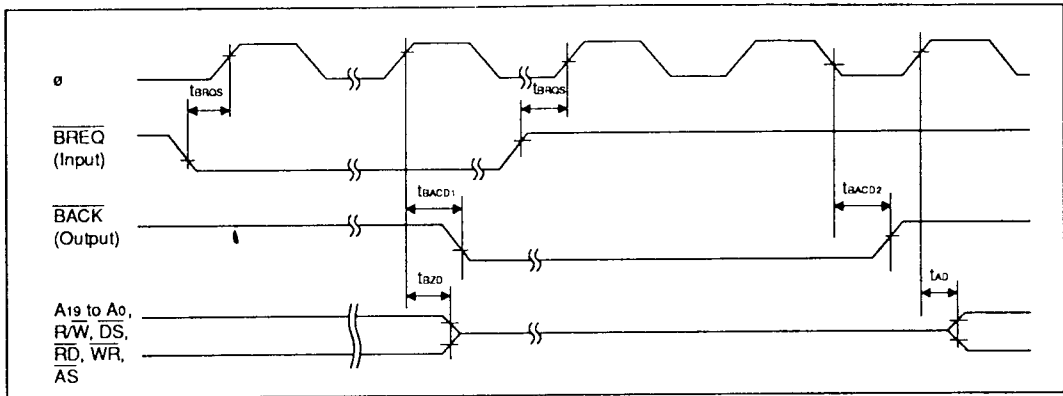 ø
tBRQS
tBRQS
BREQ
(Input)
tBACD1
tBACD2
BACK
(Output)
tBZD
tAD
A19 to A0,
R/W, DS,
RD, WR,
AS